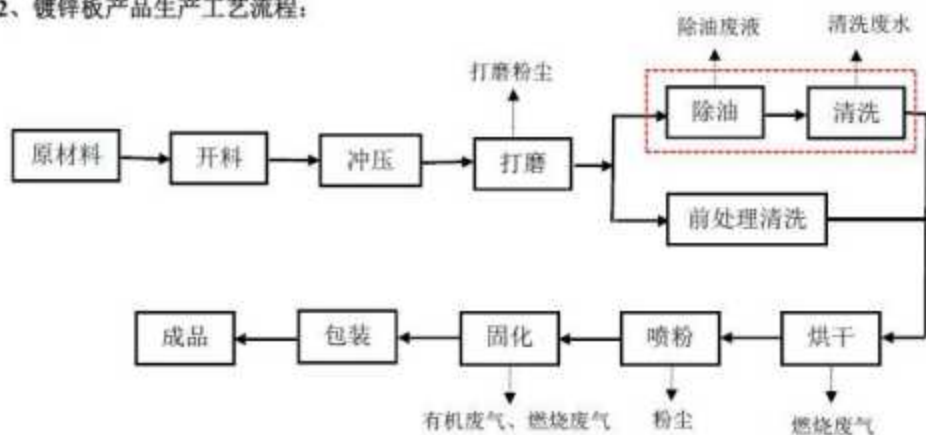 2、镀锌板产品生产工艺流程：
除油废液
清洗废水
打磨粉尘
除油
清洗
原材料
开料
冲压
打磨
前处理清洗
成品
包装
固化
喷粉
烘干
有机废气、燃烧废气
粉尘
燃烧废气